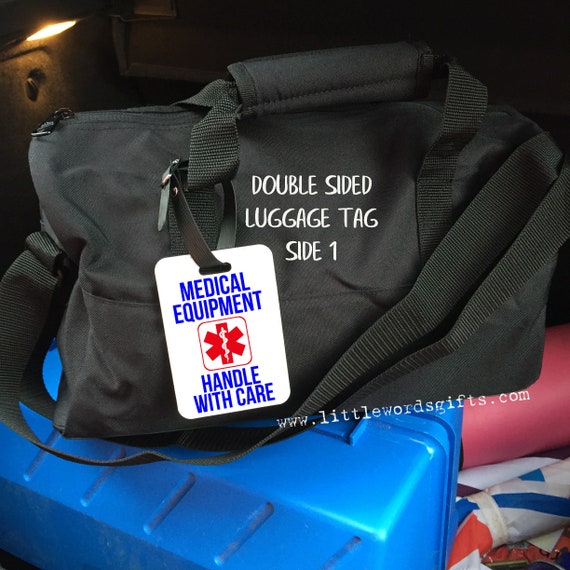 DOUBLE SIDED
LUGGAGE TAG
SIDE 1
MEDICAL
EQUIPMENT
HANDLE
WITH CARE
www.littlewordsgifts.com